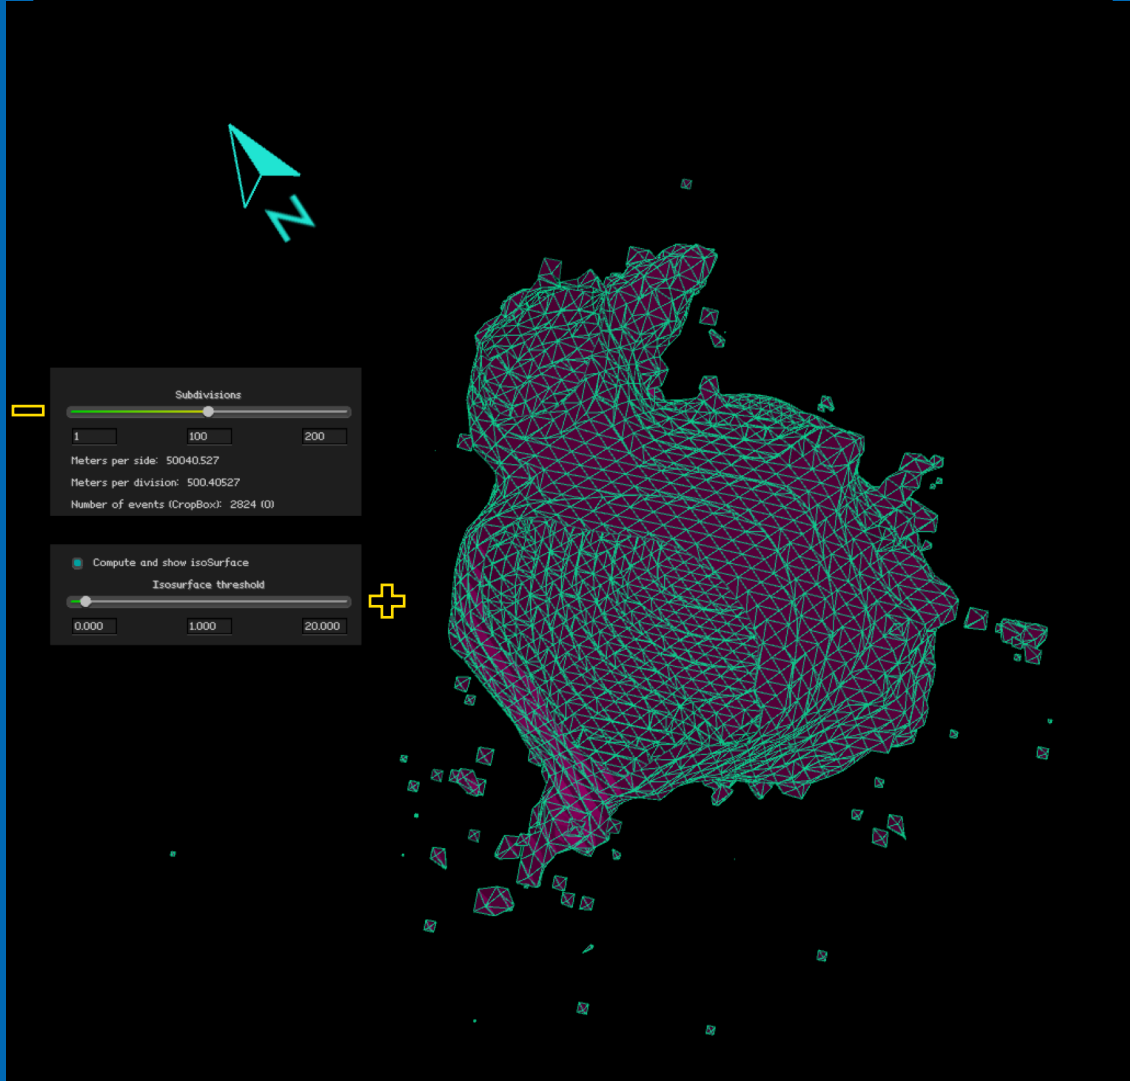 N
Subdivisions
1 100 200
Meters per side: 50040.527
Meters per division: 500.40527
Number of events (CropBox): 2824 (0)
Compute and show isoSurface
Isosurface threshold
0.000 1.000 20.000